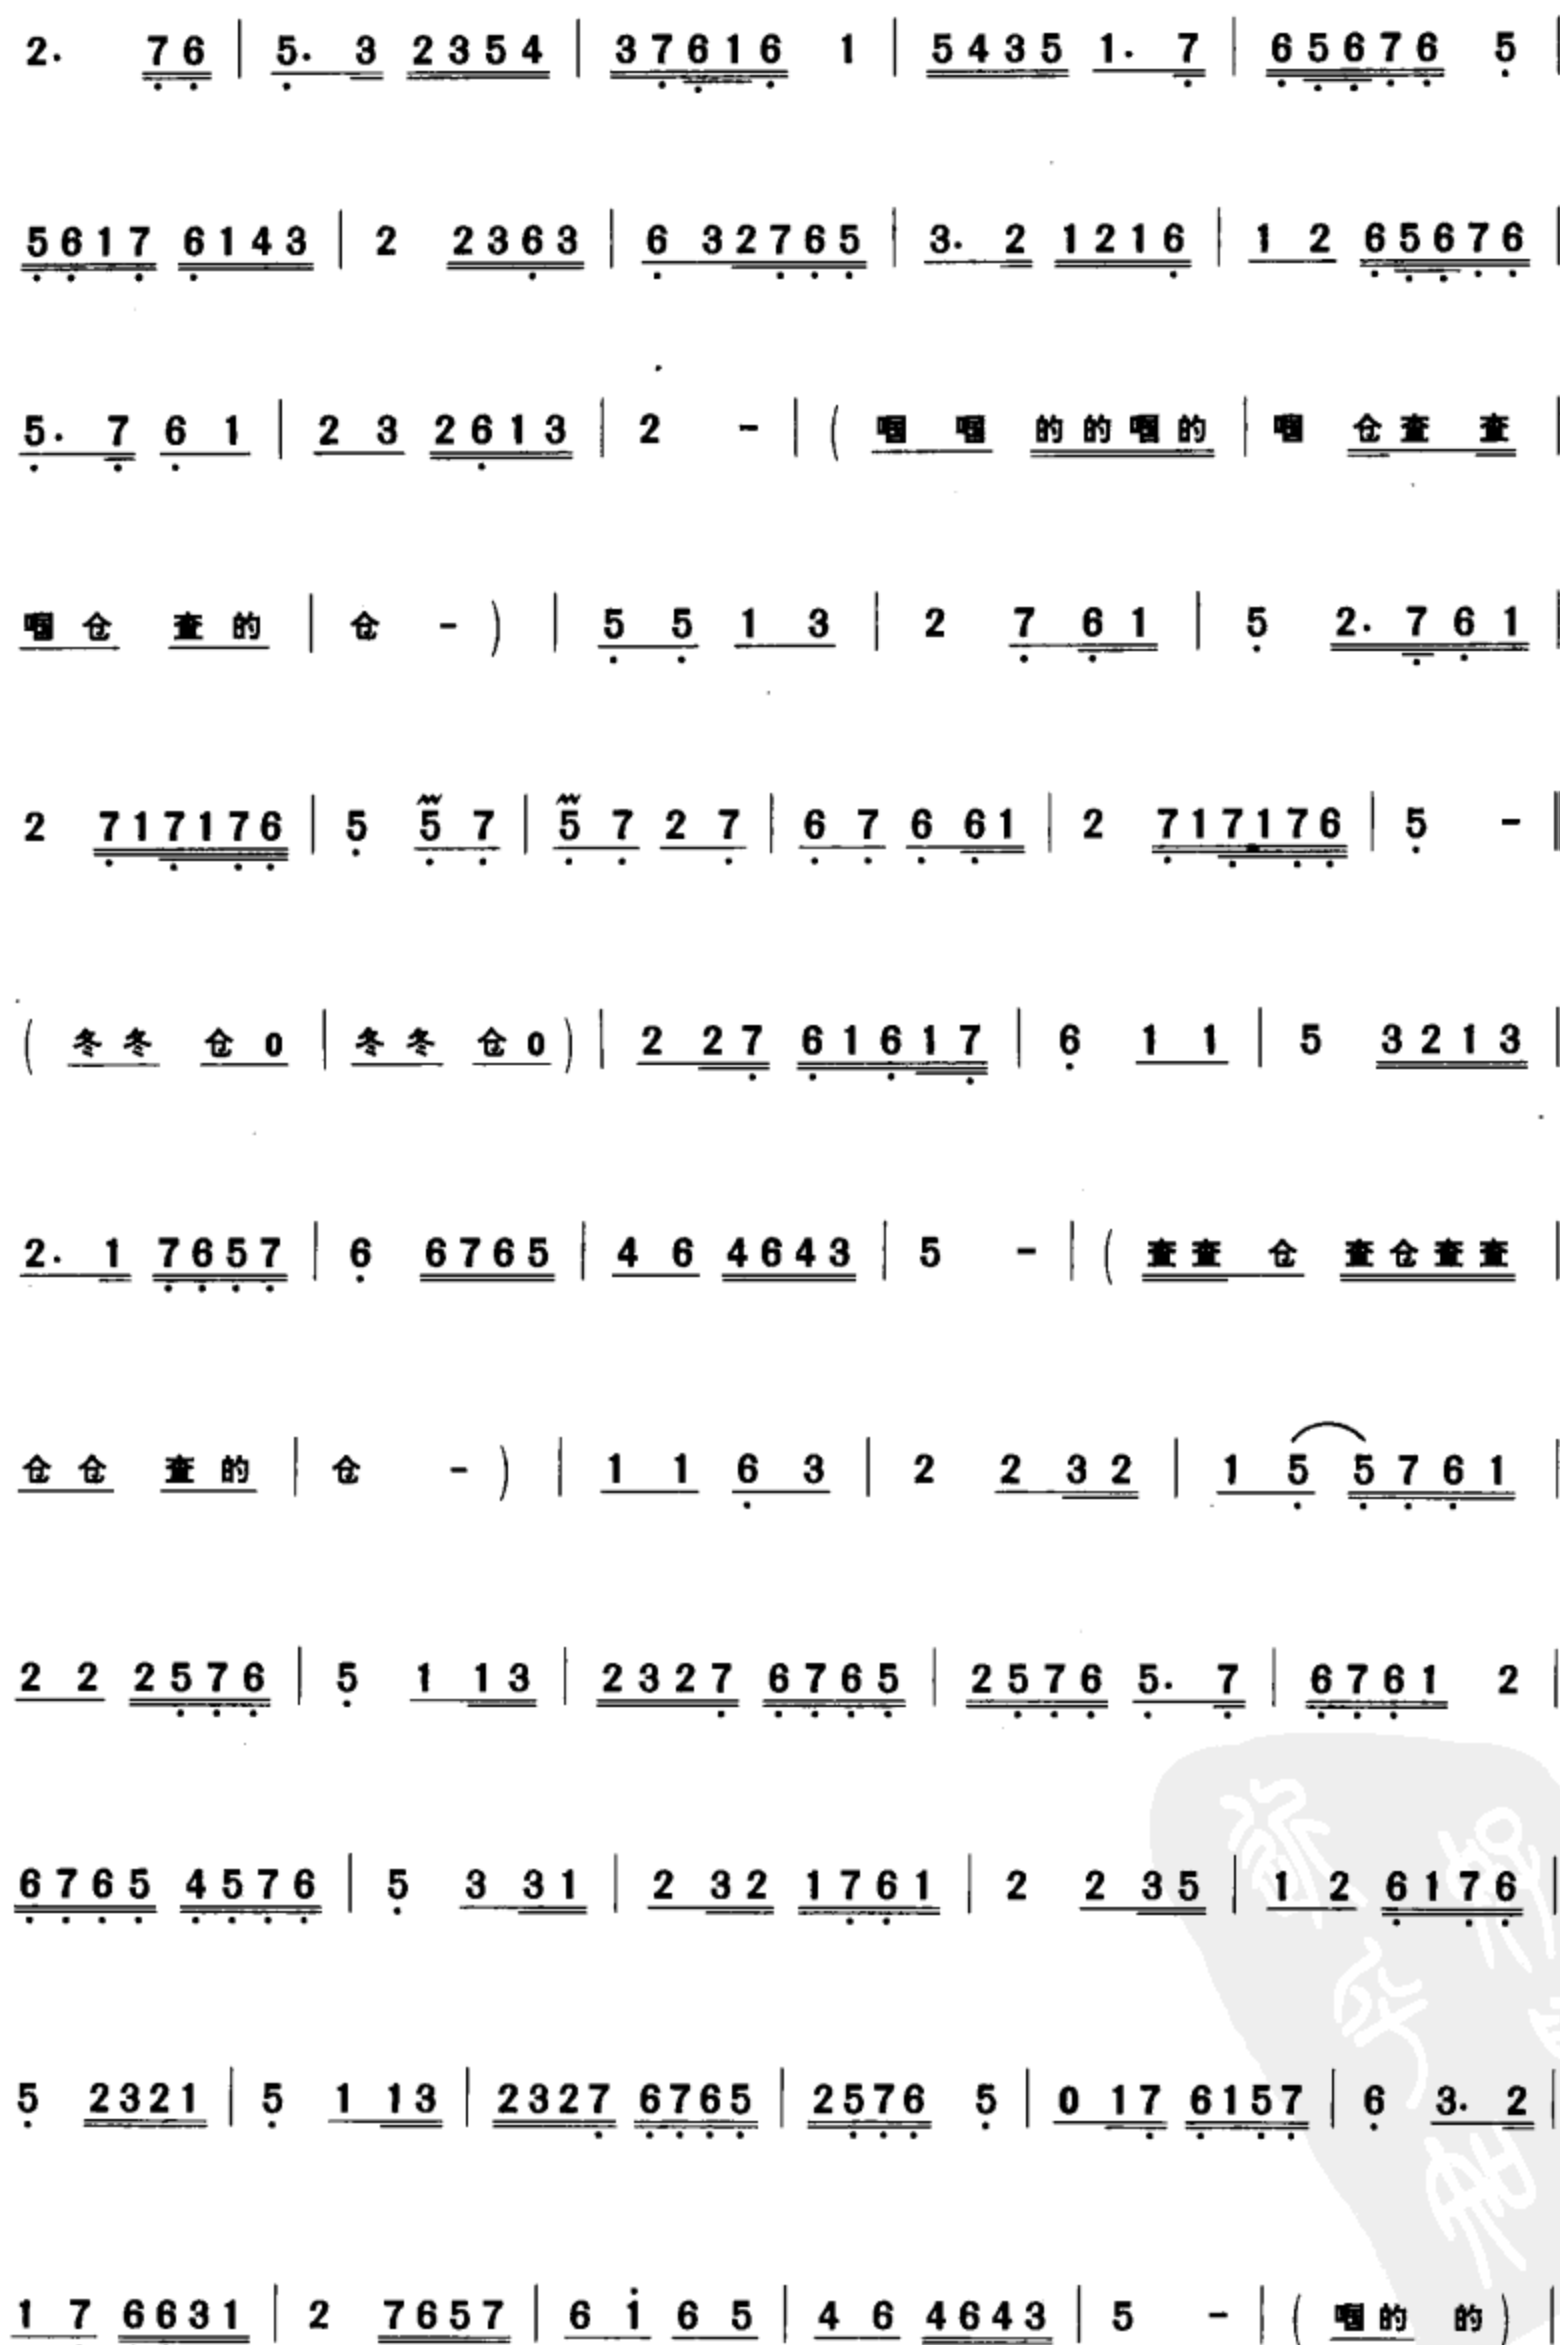 2. 76 | 5. 3 2354 | 37616 1 | 5435 1. 7 | 65676 5 |
5617 6143 | 2 2363 | 6 32765 | 3. 2 1216 | 1 2 65676 |
5. 7 6 1 | 2 3 2613 | 2 - | ( 嘓 嘓 的的嘓的 | 嘓 仓查 查 |
嘓仓 查的 | 仓 - ) | 5 5 1 3 | 2 7 61 | 5 2. 761 |
2 717176 | 5 5 7 | 5 7 2 7 | 6 7 6 61 | 2 717176 | 5 - ‖
( 冬冬 仓0 | 冬冬 仓0 ) | 2 27 61617 | 6 1 1 | 5 3213 |
2. 1 7657 | 6 6765 | 4 6 4643 | 5 - | ( 查查 仓 查仓查查 |
仓仓 查的 | 仓 - ) | 1 1 6 3 | 2 2 32 | 1 5 5761 |
2 2 2576 | 5 1 13 | 2327 6765 | 2576 5. 7 | 6761 2 |
6765 4576 | 5 3 31 | 2 32 1761 | 2 2 35 | 1 2 6176 |
5 2321 | 5 1 13 | 2327 6765 | 2576 5 | 0 17 6157 | 6 3. 2 |
1 7 6631 | 2 7657 | 6 i 6 5 | 4 6 4643 | 5 - | ( 嘓的 的 ) |